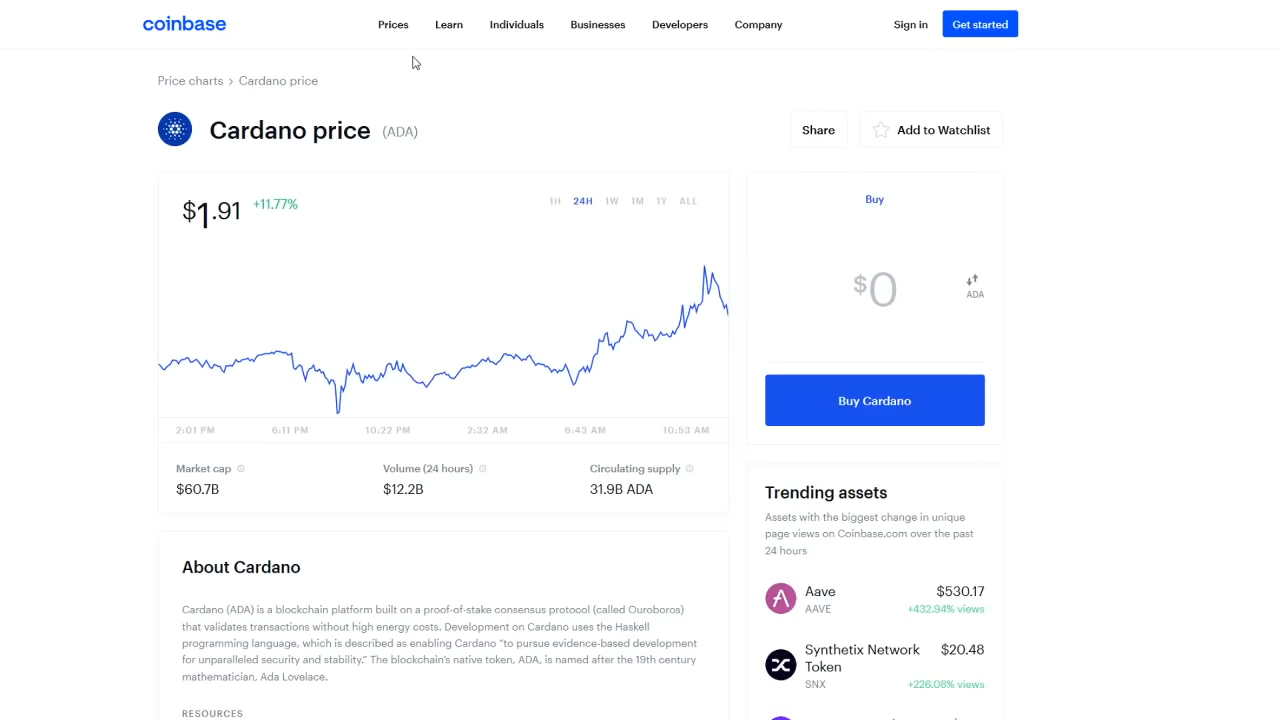 coinbase
Prices
Learn
Individuals
Businesses
Developers
Company
Sign in
Get started
Price charts › Cardano price
Cardano price (ADA)
Share
Add to Watchlist
$1.91 +11.77%
1H 24H 1W 1M 1Y ALL
2:01 PM 6:11 PM 10:22 PM 2:32 AM 6:43 AM 10:53 AM
Market cap
$60.7B
Volume (24 hours)
$12.2B
Circulating supply
31.9B ADA
Buy
$0
ADA
Buy Cardano
About Cardano
Cardano (ADA) is a blockchain platform built on a proof-of-stake consensus protocol (called Ouroboros)
that validates transactions without high energy costs. Development on Cardano uses the Haskell
programming language, which is described as enabling Cardano “to pursue evidence-based development
for unparalleled security and stability.” The blockchain’s native token, ADA, is named after the 19th century
mathematician, Ada Lovelace.
RESOURCES
Trending assets
Assets with the biggest change in unique
page views on Coinbase.com over the past
24 hours
Aave $530.17
AAVE +432.94% views
Synthetix Network $20.48
Token
SNX +226.08% views